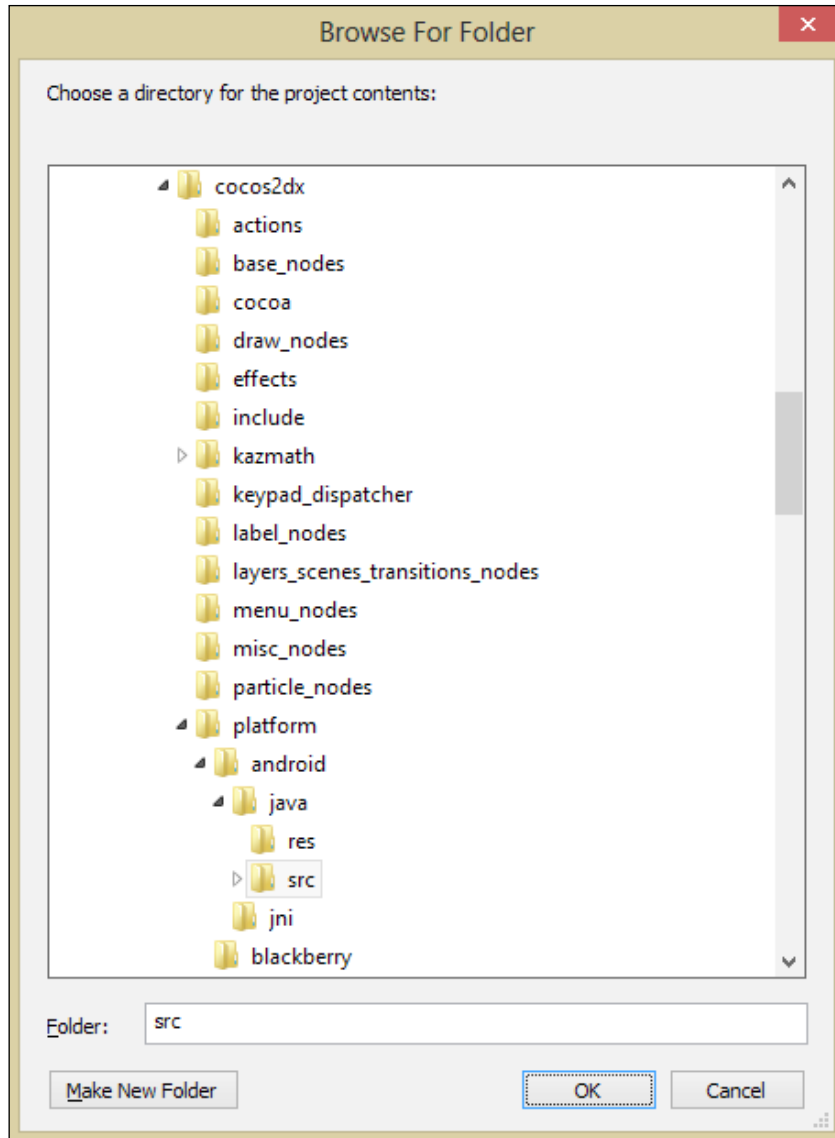 Browse For Folder
Choose a directory for the project contents:
cocos2dx
actions
base_nodes
cocoa
draw_nodes
effects
include
kazmath
keypad_dispatcher
label_nodes
layers_scenes_transitions_nodes
menu_nodes
misc_nodes
particle_nodes
platform
android
java
res
src
jni
blackberry
Folder: src
Make New Folder OK Cancel